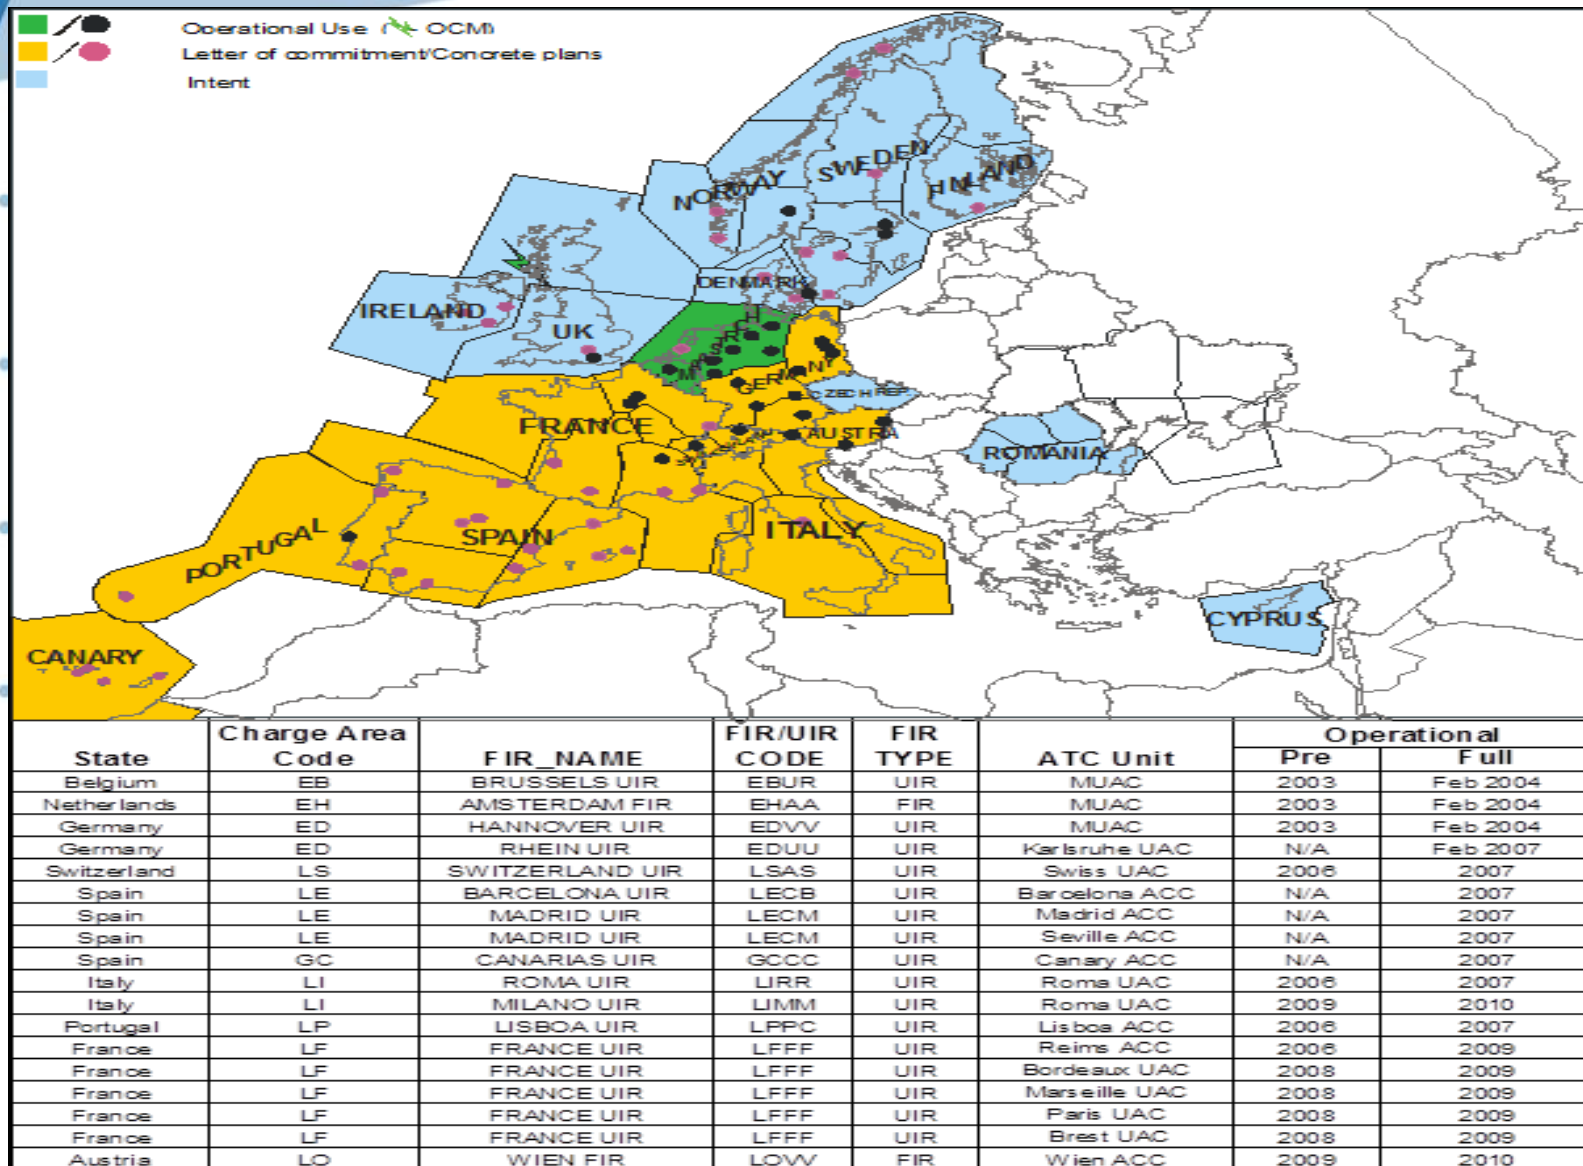 Operational Use ( OCM)
Letter of commitment/Concrete plans
Intent
SWEDEN
NORWAY
FINLAND
DENMARK
IRELAND
UK
MAASTRICHT
GERMANY
CZECH REP.
FRANCE
AUSTRIA
ROMANIA
SPAIN
ITALY
PORTUGAL
CYPRUS
CANARY
State Charge Area Code FIR_NAME FIR/UIR CODE FIR TYPE ATC Unit Operational Pre Full
Belgium EB BRUSSELS UIR EBUR UIR MUAC 2003 Feb 2004
Netherlands EH AMSTERDAM FIR EHAA FIR MUAC 2003 Feb 2004
Germany ED HANNOVER UIR EDVV UIR MUAC 2003 Feb 2004
Germany ED RHEIN UIR EDUU UIR Karlsruhe UAC N/A Feb 2007
Switzerland LS SWITZERLAND UIR LSAS UIR Swiss UAC 2006 2007
Spain LE BARCELONA UIR LECB UIR Barcelona ACC N/A 2007
Spain LE MADRID UIR LECM UIR Madrid ACC N/A 2007
Spain LE MADRID UIR LECM UIR Seville ACC N/A 2007
Spain GC CANARIAS UIR GCCC UIR Canary ACC N/A 2007
Italy LI ROMA UIR LIRR UIR Roma UAC 2006 2007
Italy LI MILANO UIR LIMM UIR Roma UAC 2009 2010
Portugal LP LISBOA UIR LPPC UIR Lisboa ACC 2006 2007
France LF FRANCE UIR LFFF UIR Reims ACC 2006 2009
France LF FRANCE UIR LFFF UIR Bordeaux UAC 2008 2009
France LF FRANCE UIR LFFF UIR Marseille UAC 2008 2009
France LF FRANCE UIR LFFF UIR Paris UAC 2008 2009
France LF FRANCE UIR LFFF UIR Brest UAC 2008 2009
Austria LO WIEN FIR LOVV FIR Wien ACC 2009 2010